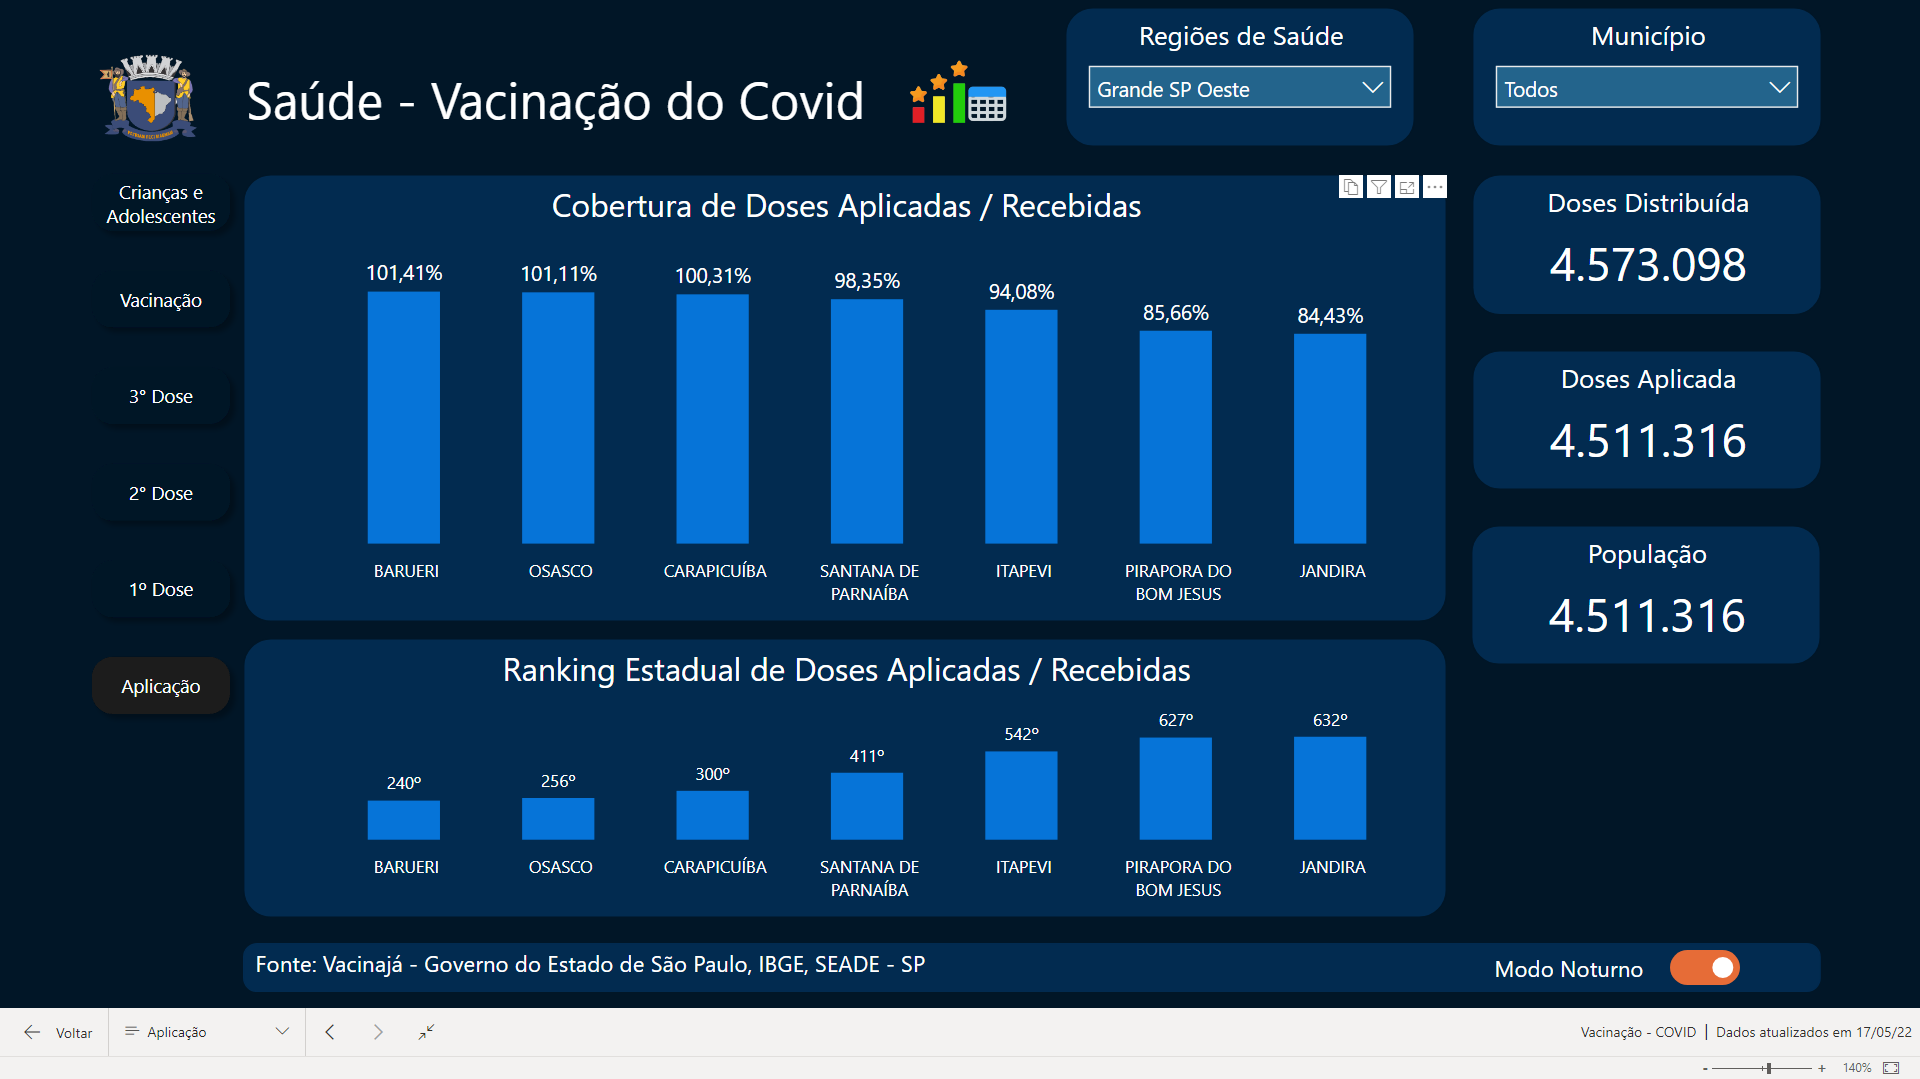 Saúde - Vacinação do Covid
Regiões de Saúde
Grande SP Oeste
Município
Todos
Crianças e
Adolescentes
Vacinação
3° Dose
2° Dose
1º Dose
Aplicação
Cobertura de Doses Aplicadas / Recebidas
101,41%
101,11%
100,31%
98,35%
94,08%
85,66%
84,43%
BARUERI
OSASCO
CARAPICUÍBA
SANTANA DE
PARNAÍBA
ITAPEVI
PIRAPORA DO
BOM JESUS
JANDIRA
Doses Distribuída
4.573.098
Doses Aplicada
4.511.316
População
4.511.316
Ranking Estadual de Doses Aplicadas / Recebidas
240º
256º
300º
411º
542º
627º
632º
BARUERI
OSASCO
CARAPICUÍBA
SANTANA DE
PARNAÍBA
ITAPEVI
PIRAPORA DO
BOM JESUS
JANDIRA
Fonte: Vacinajá - Governo do Estado de São Paulo, IBGE, SEADE - SP
Modo Noturno
Voltar
Aplicação
Vacinação - COVID | Dados atualizados em 17/05/22
- + 140%